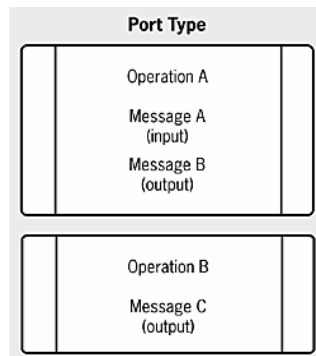 Port Type
Operation A
Message A
(input)
Message B
(output)
Operation B
Message C
(output)